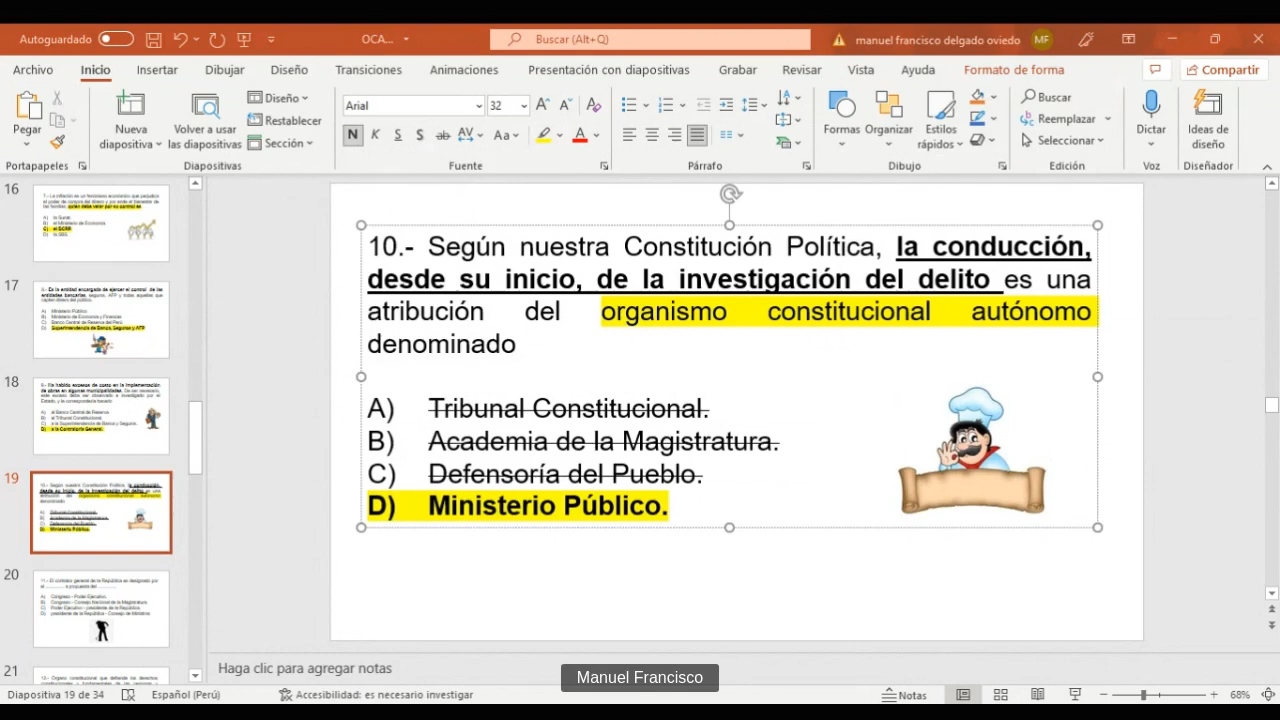 Autoguardado
OCA...
Buscar (Alt+Q)
manuel francisco delgado oviedo
MF
Archivo
Inicio
Insertar
Dibujar
Diseño
Transiciones
Animaciones
Presentación con diapositivas
Grabar
Revisar
Vista
Ayuda
Formato de forma
Compartir
Pegar
Nueva
diapositiva
Volver a usar
las diapositivas
Diseño
Restablecer
Sección
Arial
32
N
K
S
S
ab
AV
Aa
A
Formas
Organizar
Estilos
rápidos
Buscar
Reemplazar
Seleccionar
Dictar
Ideas de
diseño
Portapapeles
Diapositivas
Fuente
Párrafo
Dibujo
Edición
Voz
Diseñador
16
17
18
19
20
21
10.- Según nuestra Constitución Política, la conducción,
desde su inicio, de la investigación del delito es una
atribución del organismo constitucional autónomo
denominado
A) Tribunal Constitucional.
B) Academia de la Magistratura.
C) Defensoría del Pueblo.
D) Ministerio Público.
Haga clic para agregar notas
Manuel Francisco
Diapositiva 19 de 34
Español (Perú)
Accesibilidad: es necesario investigar
Notas
68%